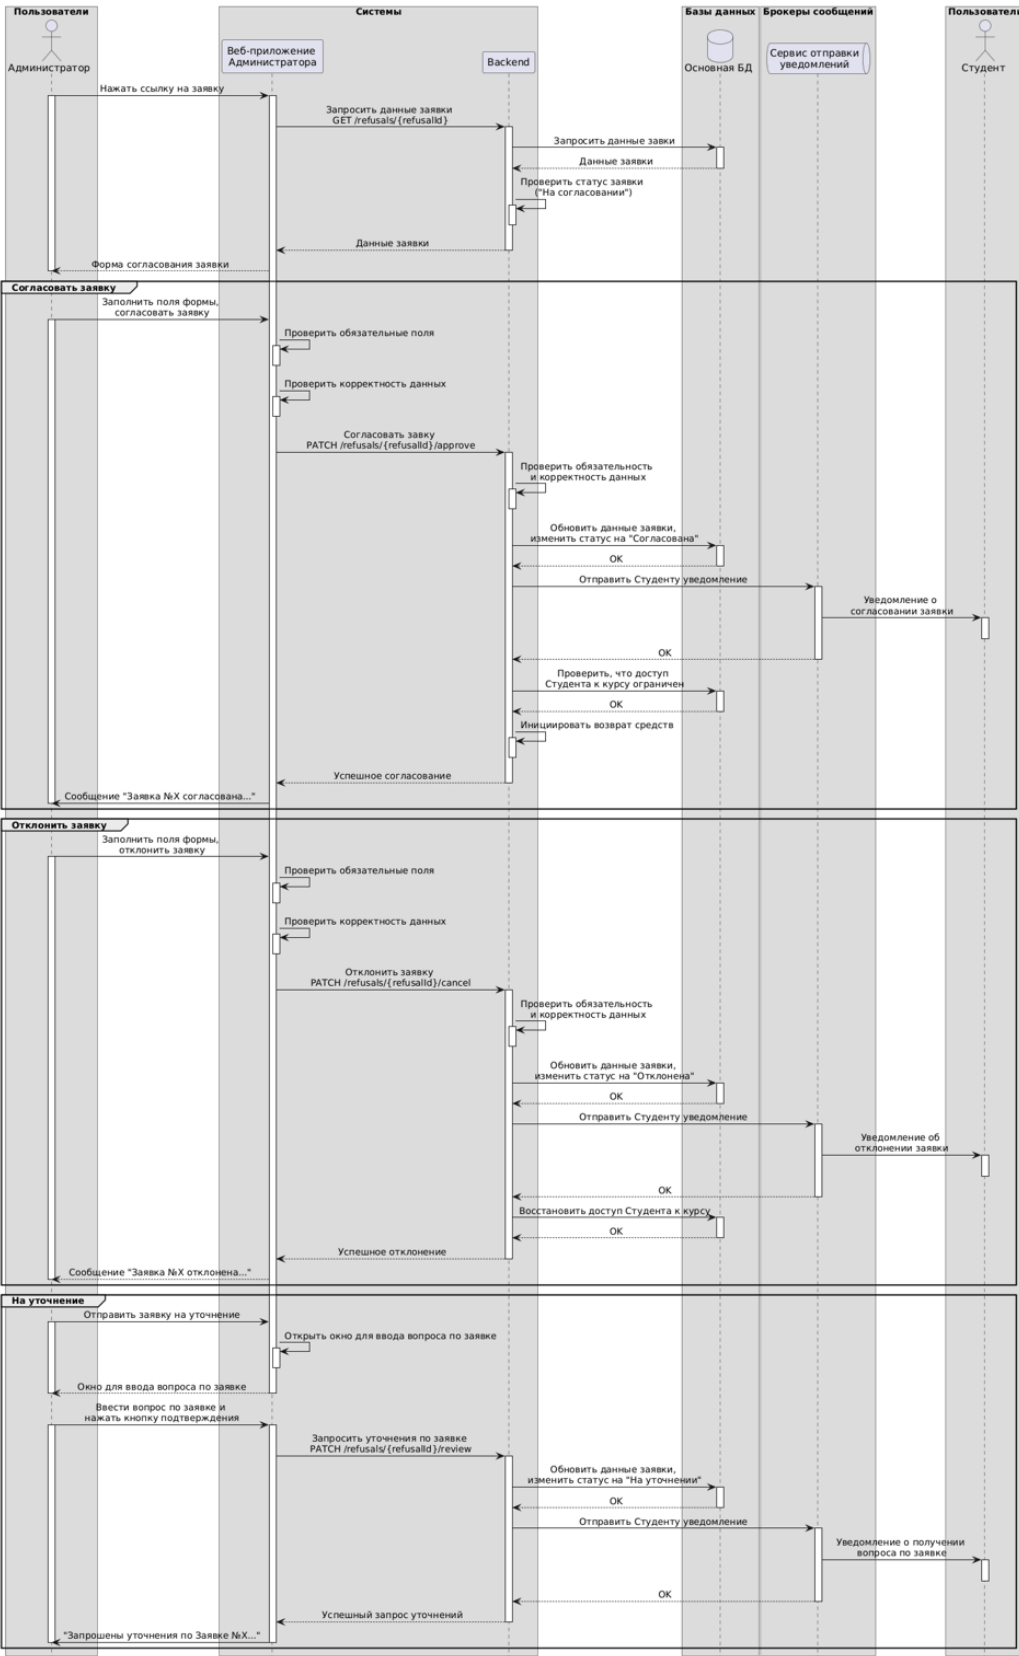 Пользователи
Системы
Базы данных
Брокеры сообщений
Пользователи
Администратор
Веб-приложение
Администратора
Backend
Основная БД
Сервис отправки
уведомлений
Студент
Нажать ссылку на заявку
Запросить данные заявки
GET /refusals/{refusalId}
Запросить данные завки
Данные заявки
Проверить статус заявки
("На согласовании")
Данные заявки
Форма согласования заявки
Согласовать заявку
Заполнить поля формы,
согласовать заявку
Проверить обязательные поля
Проверить корректность данных
Согласовать завку
PATCH /refusals/{refusalId}/approve
Проверить обязательность
и корректность данных
Обновить данные заявки,
изменить статус на "Согласована"
OK
Отправить Студенту уведомление
Уведомление о
согласовании заявки
OK
Проверить, что доступ
Студента к курсу ограничен
OK
Инициировать возврат средств
Успешное согласование
Сообщение "Заявка №X согласована..."
Отклонить заявку
Заполнить поля формы,
отклонить заявку
Проверить обязательные поля
Проверить корректность данных
Отклонить заявку
PATCH /refusals/{refusalId}/cancel
Проверить обязательность
и корректность данных
Обновить данные заявки,
изменить статус на "Отклонена"
OK
Отправить Студенту уведомление
Уведомление об
отклонении заявки
OK
Восстановить доступ Студента к курсу
OK
Успешное отклонение
Сообщение "Заявка №X отклонена..."
На уточнение
Отправить заявку на уточнение
Открыть окно для ввода вопроса по заявке
Окно для ввода вопроса по заявке
Ввести вопрос по заявке и
нажать кнопку подтверждения
Запросить уточнения по заявке
PATCH /refusals/{refusalId}/review
Обновить данные заявки,
изменить статус на "На уточнении"
OK
Отправить Студенту уведомление
Уведомление о получении
вопроса по заявке
OK
Успешный запрос уточнений
"Запрошены уточнения по Заявке №X..."